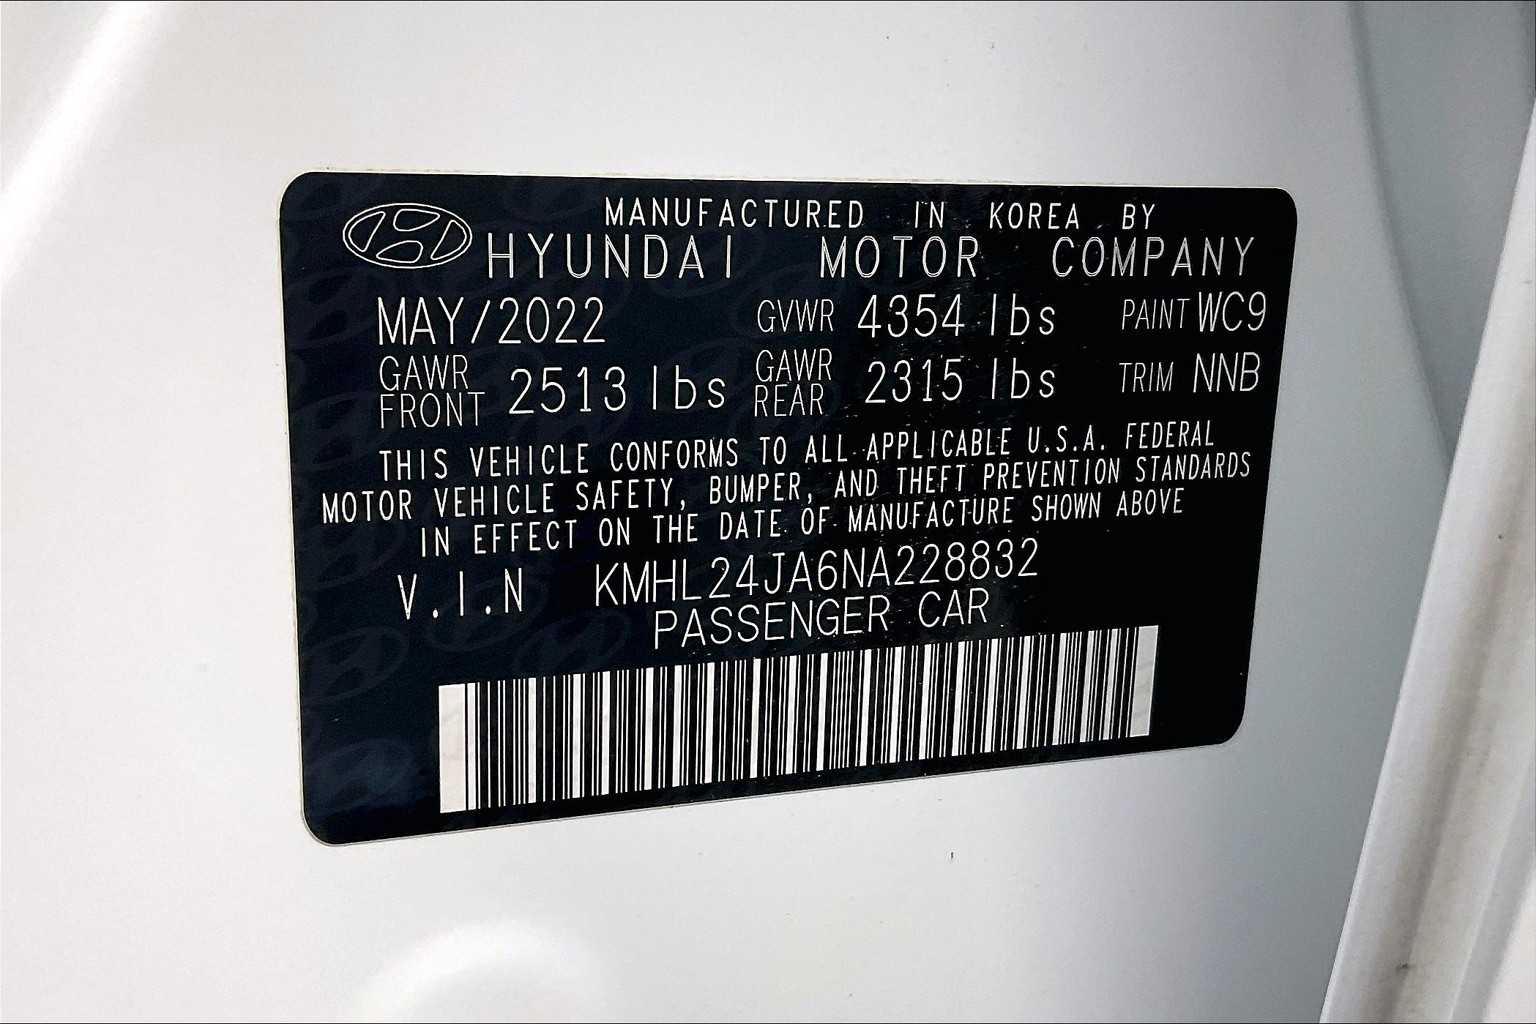 MANUFACTURED IN KOREA BY
HYUNDAI MOTOR COMPANY
MAY/2022 GVWR 4354 lbs PAINT WC9
GAWR FRONT 2513 lbs GAWR REAR 2315 lbs TRIM NNB
THIS VEHICLE CONFORMS TO ALL APPLICABLE U.S.A. FEDERAL
MOTOR VEHICLE SAFETY, BUMPER, AND THEFT PREVENTION STANDARDS
IN EFFECT ON THE DATE OF MANUFACTURE SHOWN ABOVE
V.I.N KMHL24JA6NA228832
PASSENGER CAR